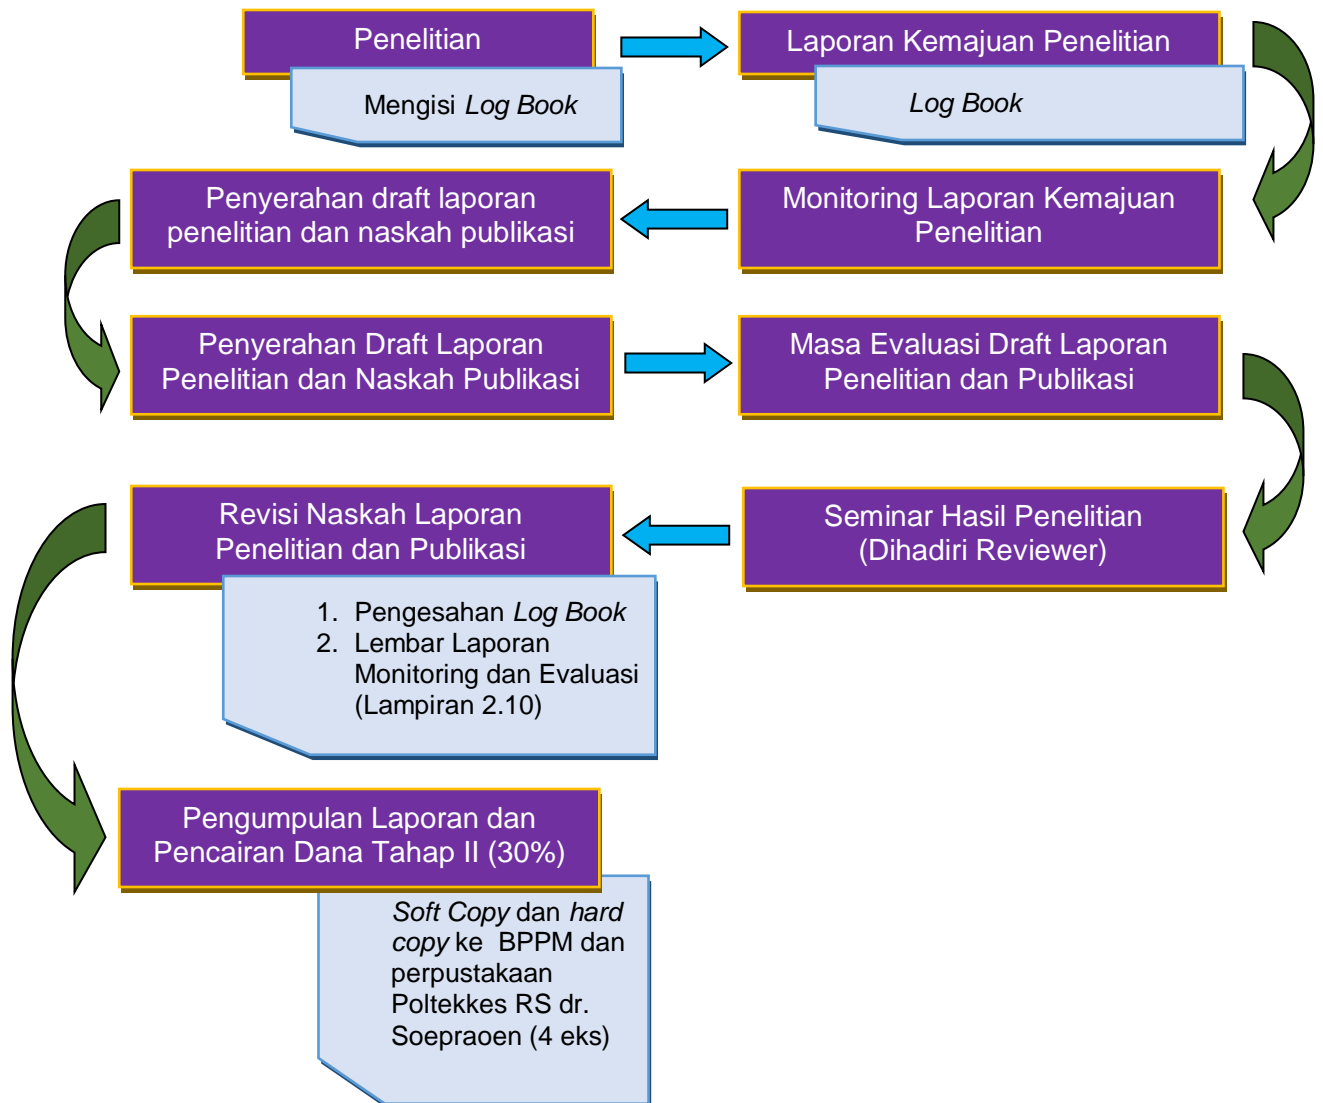 Penelitian
Mengisi Log Book
Laporan Kemajuan Penelitian
Log Book
Monitoring Laporan Kemajuan
Penelitian
Penyerahan draft laporan
penelitian dan naskah publikasi
Penyerahan Draft Laporan
Penelitian dan Naskah Publikasi
Masa Evaluasi Draft Laporan
Penelitian dan Publikasi
Seminar Hasil Penelitian
(Dihadiri Reviewer)
Revisi Naskah Laporan
Penelitian dan Publikasi
1. Pengesahan Log Book
2. Lembar Laporan
Monitoring dan Evaluasi
(Lampiran 2.10)
Pengumpulan Laporan dan
Pencairan Dana Tahap II (30%)
Soft Copy dan hard
copy ke BPPM dan
perpustakaan
Poltekkes RS dr.
Soepraoen (4 eks)